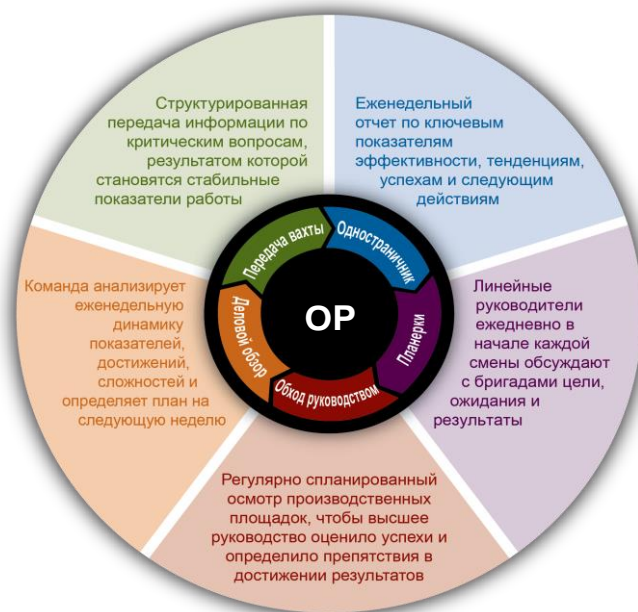 Структурированная
передача информации по
критическим вопросам,
результатом которой
становятся стабильные
показатели работы
Еженедельный
отчет по ключевым
показателям
эффективности, тенденциям,
успехам и следующим
действиям
Передача вахты
Одностраничник
Команда анализирует
еженедельную
динамику
показателей,
достижений,
сложностей и
определяет план на
следующую неделю
Деловой обзор
ОР
Планерки
Линейные
руководители
ежедневно в
начале каждой
смены обсуждают
с бригадами цели,
ожидания и
результаты
Обход руководством
Регулярно спланированный
осмотр производственных
площадок, чтобы высшее
руководство оценило успехи и
определило препятствия в
достижении результатов